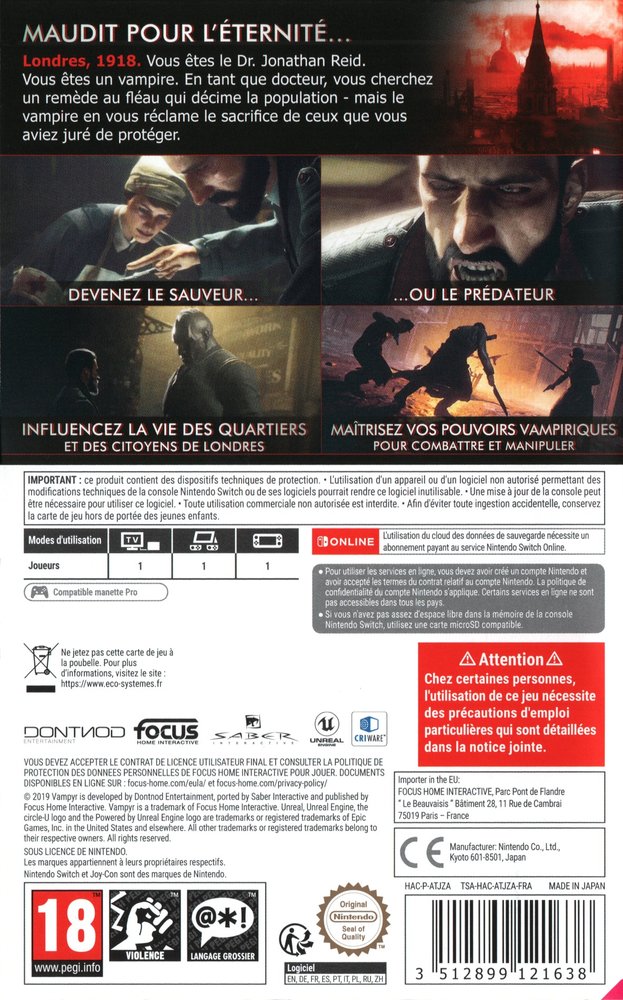 MAUDIT POUR L'ÉTERNITÉ...
Londres, 1918. Vous êtes le Dr. Jonathan Reid.
Vous êtes un vampire. En tant que docteur, vous cherchez
un remède au fléau qui décime la population - mais le
vampire en vous réclame le sacrifice de ceux que vous
aviez juré de protéger.
DEVENEZ LE SAUVEUR...
...OU LE PRÉDATEUR
INFLUENCEZ LA VIE DES QUARTIERS
ET DES CITOYENS DE LONDRES
MAÎTRISEZ VOS POUVOIRS VAMPIRIQUES
POUR COMBATTRE ET MANIPULER
IMPORTANT : ce produit contient des dispositifs techniques de protection. • L'utilisation d'un appareil ou d'un logiciel non autorisé permettant des
modifications techniques de la console Nintendo Switch ou de ses logiciels pourrait rendre ce logiciel inutilisable. • Une mise à jour de la console peut
être nécessaire pour utiliser ce logiciel. • Toute utilisation commerciale non autorisée est interdite. • Afin d'éviter toute ingestion accidentelle, conservez
la carte de jeu hors de portée des jeunes enfants.
Modes d'utilisation TV
Joueurs 1 1 1
Compatible manette Pro
ONLINE
L'utilisation du cloud des données de sauvegarde nécessite un
abonnement payant au service Nintendo Switch Online.
• Pour utiliser les services en ligne, vous devez avoir créé un compte Nintendo et
avoir accepté les termes du contrat relatif au compte Nintendo. La politique de
confidentialité du compte Nintendo s'applique. Certains services en ligne ne sont
pas accessibles dans tous les pays.
• Si vous n'avez pas assez d'espace libre dans la mémoire de la console
Nintendo Switch, utilisez une carte microSD compatible.
Ne jetez pas cette carte de jeu à
la poubelle. Pour plus
d'informations, visitez le site :
https://www.eco-systemes.fr
Attention
Chez certaines personnes,
l'utilisation de ce jeu nécessite
des précautions d'emploi
particulières qui sont détaillées
dans la notice jointe.
DONTNOD
ENTERTAINMENT
focus
HOME INTERACTIVE
SABER
INTERACTIVE
UNREAL
ENGINE
CRIWARE
VOUS DEVEZ ACCEPTER LE CONTRAT DE LICENCE UTILISATEUR FINAL ET CONSULTER LA POLITIQUE DE
PROTECTION DES DONNÉES PERSONNELLES DE FOCUS HOME INTERACTIVE POUR JOUER. DOCUMENTS
DISPONIBLES EN LIGNE SUR : focus-home.com/eula/ et focus-home.com/privacy-policy/
© 2019 Vampyr is developed by Dontnod Entertainment, ported by Saber Interactive and published by
Focus Home Interactive. Vampyr is a trademark of Focus Home Interactive. Unreal, Unreal Engine, the
circle-U logo and the Powered by Unreal Engine logo are trademarks or registered trademarks of Epic
Games, Inc. in the United States and elsewhere. All other trademarks or registered trademarks belong to
their respective owners. All rights reserved.
SOUS LICENCE DE NINTENDO.
Les marques appartiennent à leurs propriétaires respectifs.
Nintendo Switch et Joy-Con sont des marques de Nintendo.
Importer in the EU:
FOCUS HOME INTERACTIVE, Parc Pont de Flandre
“ Le Beauvaisis ” Bâtiment 28, 11 Rue de Cambrai
75019 Paris – France
CE
Manufacturer: Nintendo Co., Ltd.,
Kyoto 601-8501, Japan
HAC-P-ATJZA TSA-HAC-ATJZA-FRA MADE IN JAPAN
18
www.pegi.info
VIOLENCE
@*!
LANGAGE GROSSIER
Original
Nintendo
Seal of
Quality
Logiciel
EN, DE, FR, ES, PT, IT, PL, RU, ZH
3 512899 121638